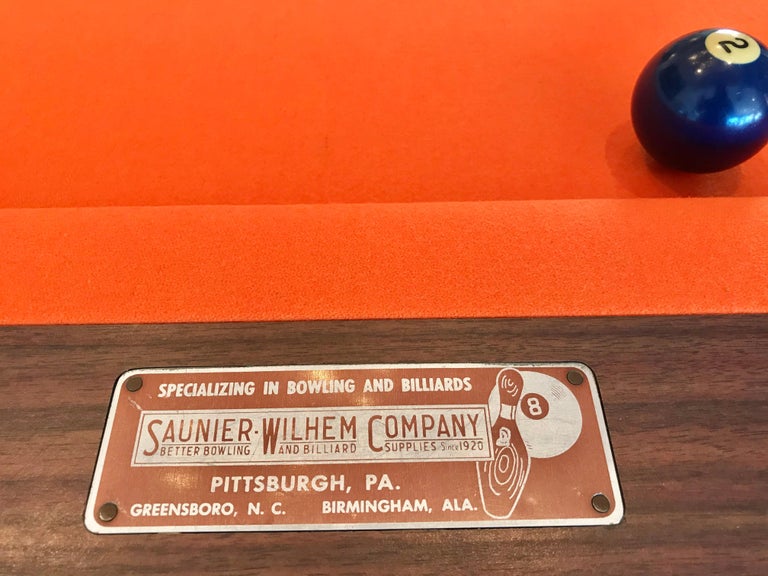 2
SPECIALIZING IN BOWLING AND BILLIARDS
SAUNIER-WILHEM COMPANY
BETTER BOWLING AND BILLIARD SUPPLIES Since 1920
8
PITTSBURGH, PA.
GREENSBORO, N. C. BIRMINGHAM, ALA.